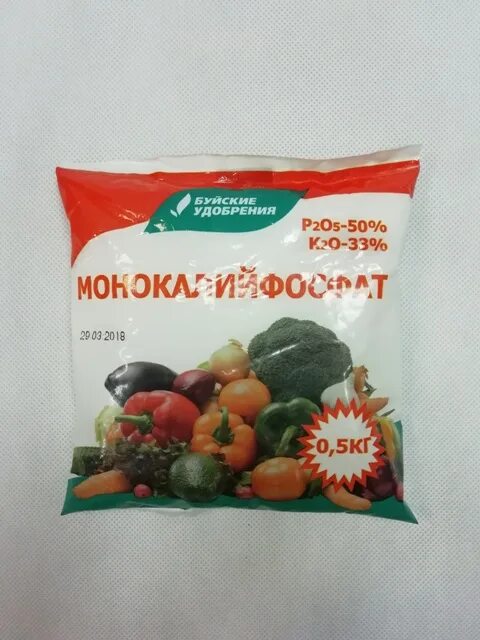 БУЙСКИЕ
УДОБРЕНИЯ
P2O5-50%
K2O-33%
МОНОКАЛИЙФОСФАТ
29 03 2018
0,5КГ